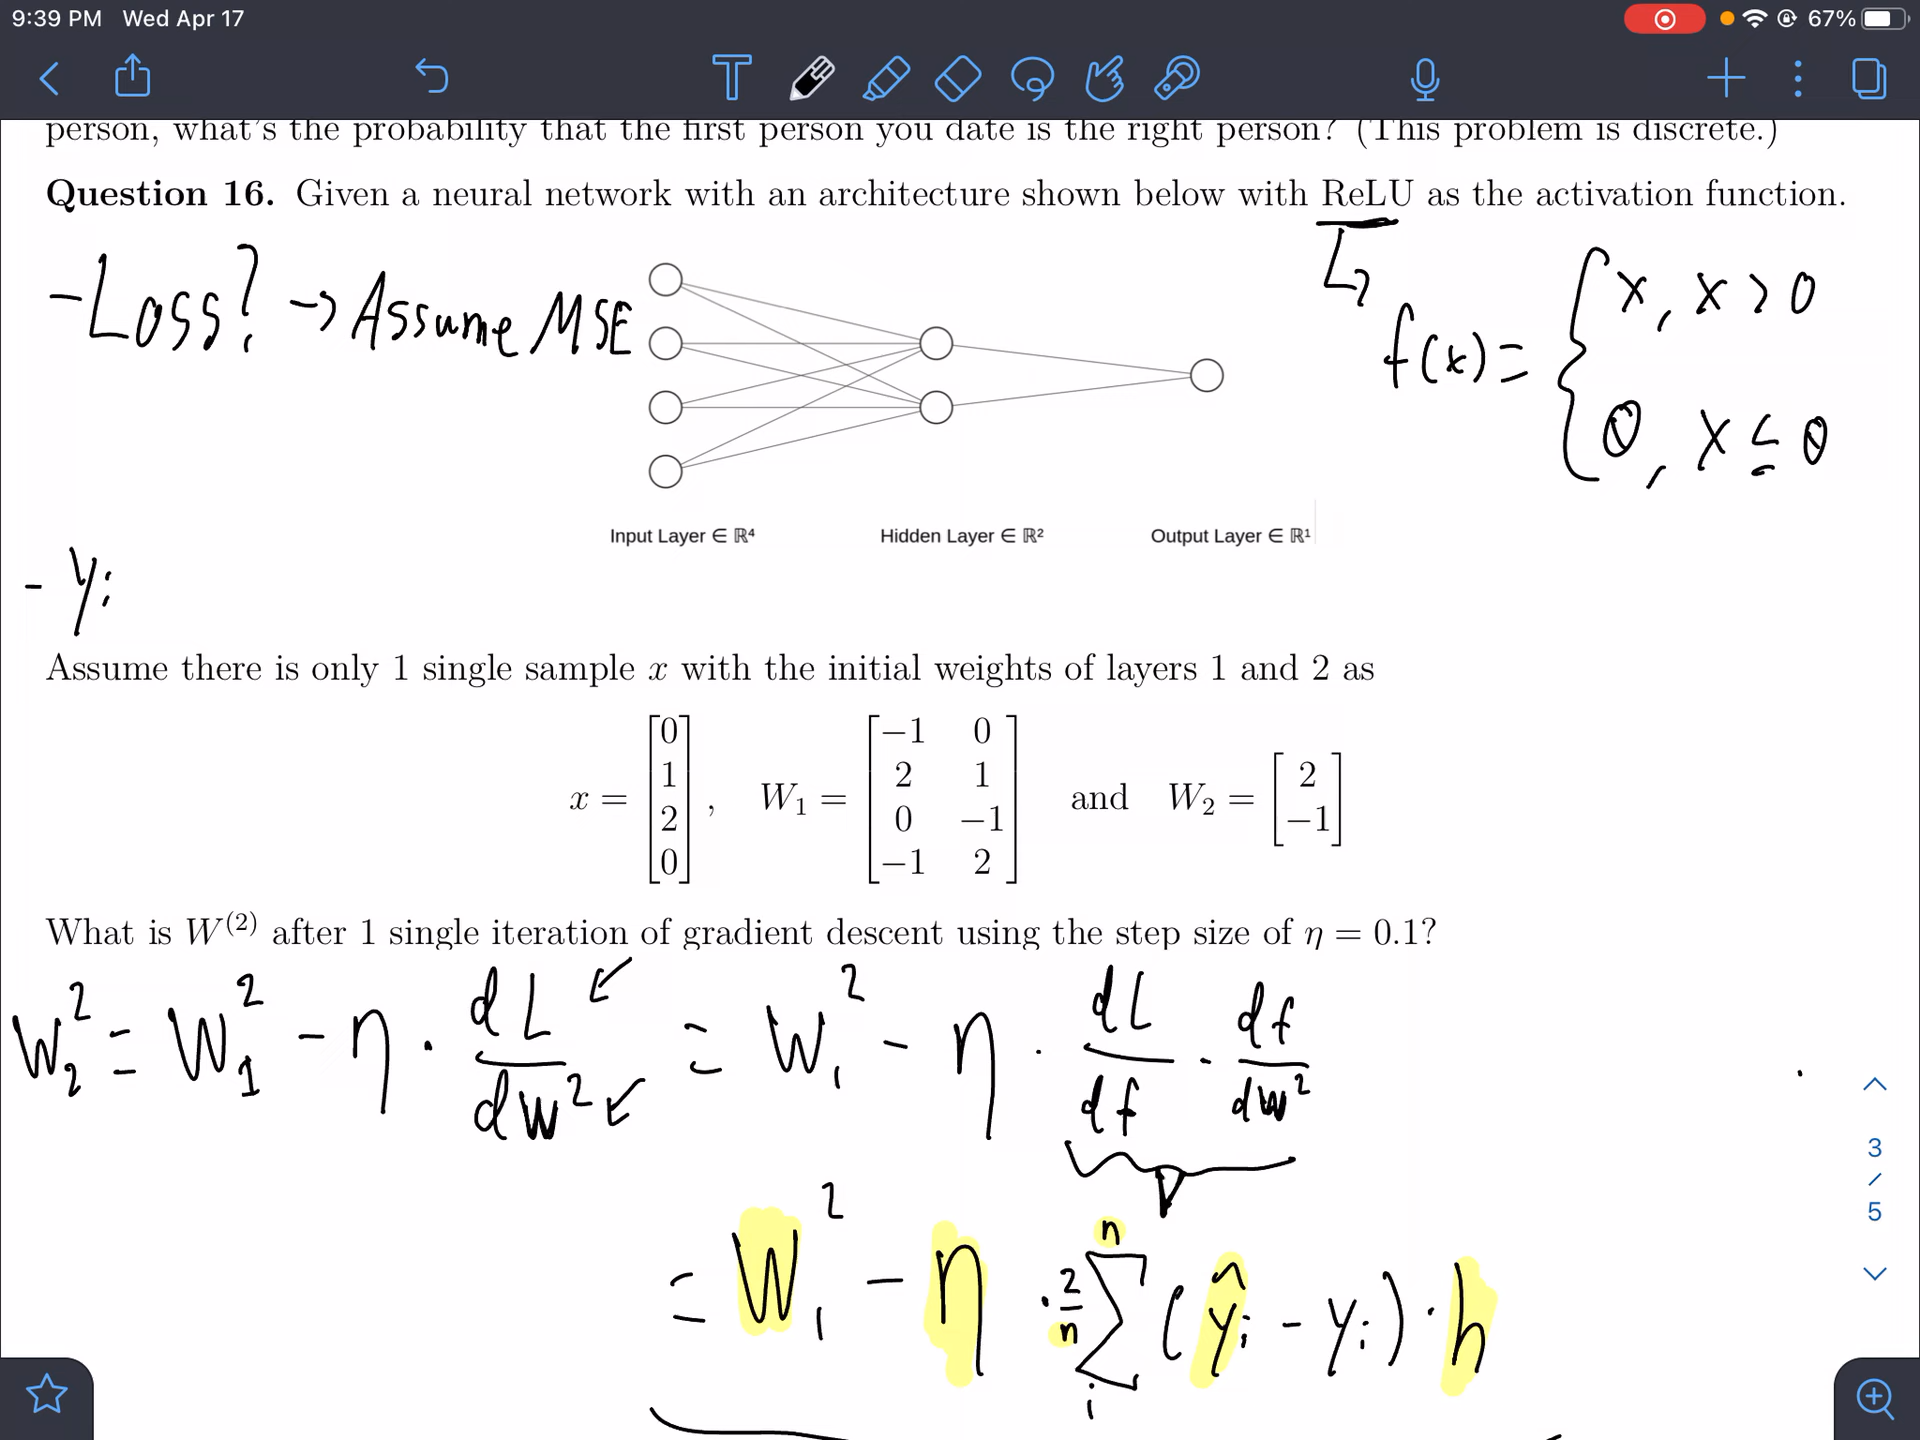 9:39 PM Wed Apr 17
67%
person, what's the probability that the first person you date is the right person? (This problem is discrete.)
Question 16. Given a neural network with an architecture shown below with ReLU as the activation function.
- Loss? → Assume MSE
f(x) = { x, x > 0
0, x ≤ 0
Input Layer ∈ ℝ⁴ Hidden Layer ∈ ℝ² Output Layer ∈ ℝ¹
- yᵢ
Assume there is only 1 single sample x with the initial weights of layers 1 and 2 as
x = [0 1 2 0], W₁ = [−1 0; 2 1; 0 −1; −1 2] and W₂ = [2 −1]
What is W⁽²⁾ after 1 single iteration of gradient descent using the step size of η = 0.1?
W₂² = W₁² − η · dL/dW² = W₁² − η · dL/df · df/dW²
= W₁² − η · 2/n Σᵢⁿ (ŷᵢ − yᵢ) · h
3 / 5